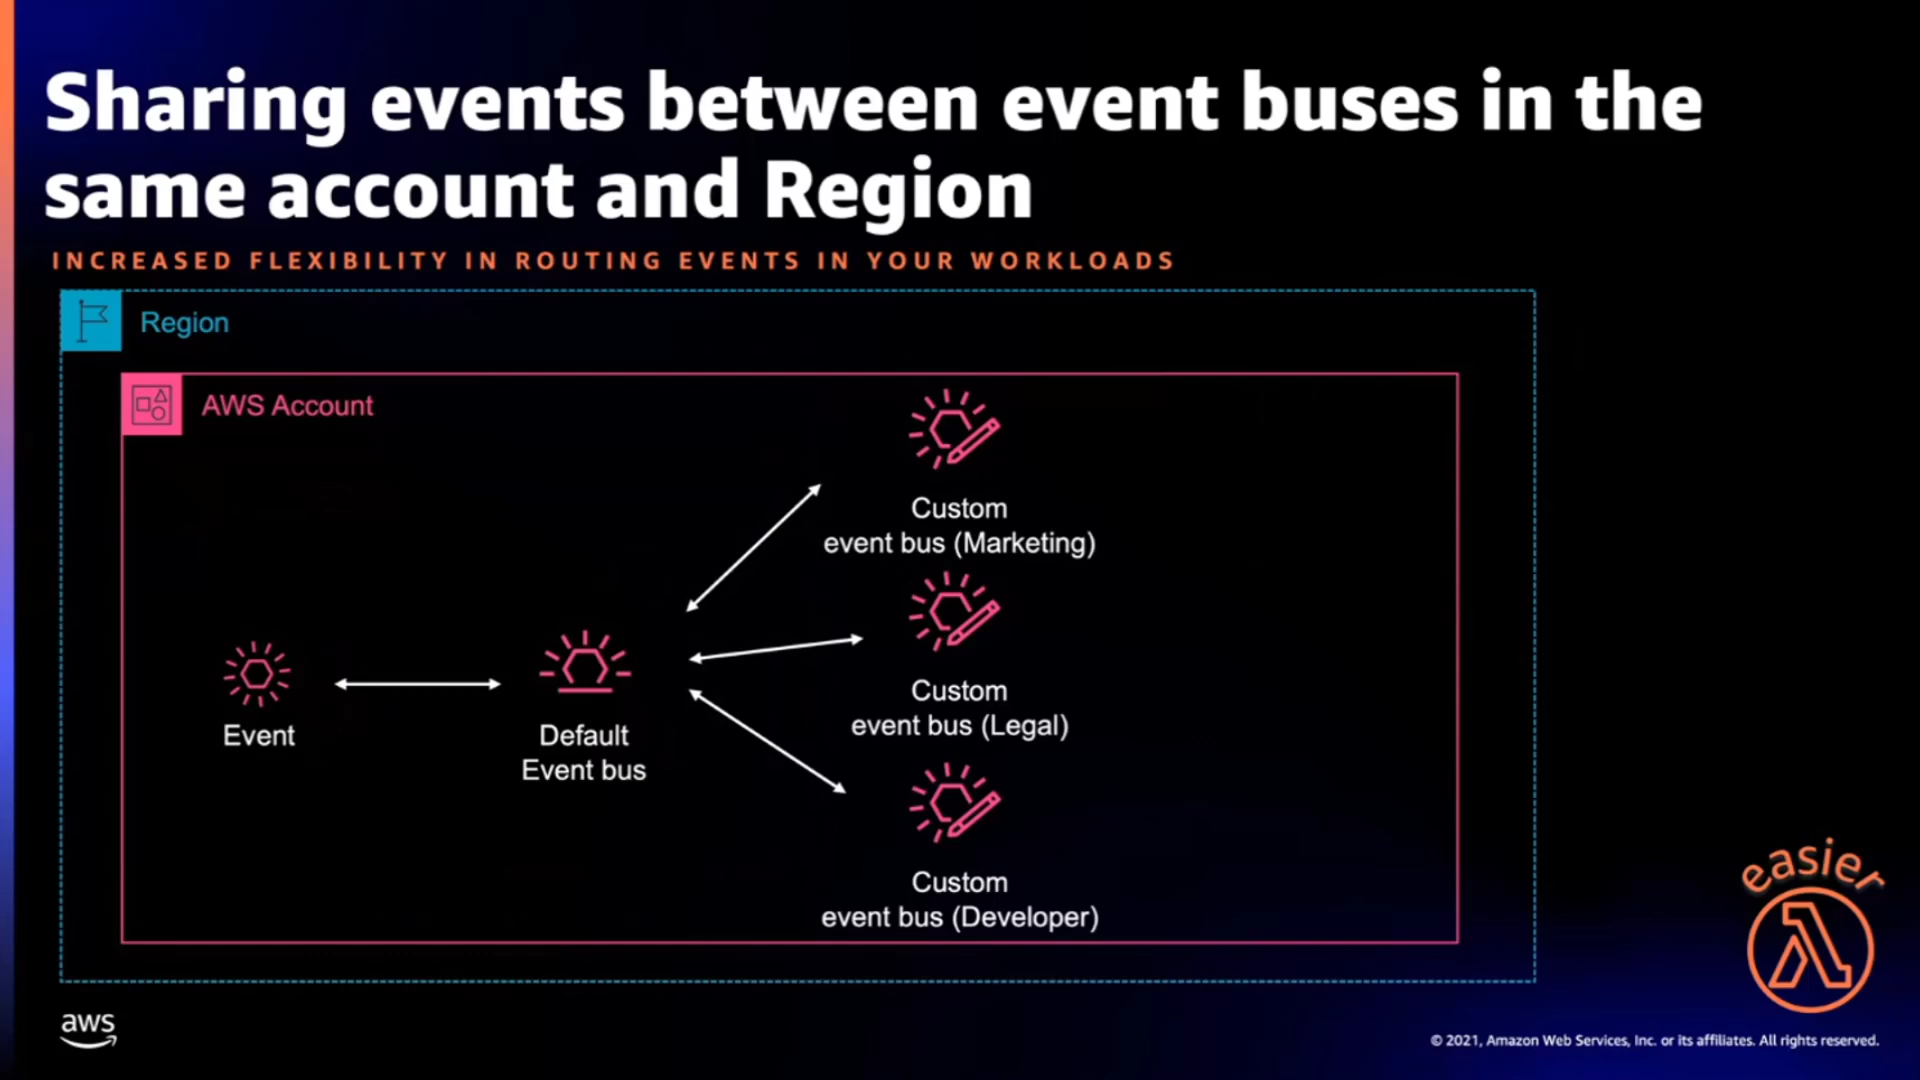 Sharing events between event buses in the
same account and Region
INCREASED FLEXIBILITY IN ROUTING EVENTS IN YOUR WORKLOADS
Region
AWS Account
Custom
event bus (Marketing)
Custom
event bus (Legal)
Event
Default
Event bus
Custom
event bus (Developer)
easier
aws
© 2021, Amazon Web Services, Inc. or its affiliates. All rights reserved.